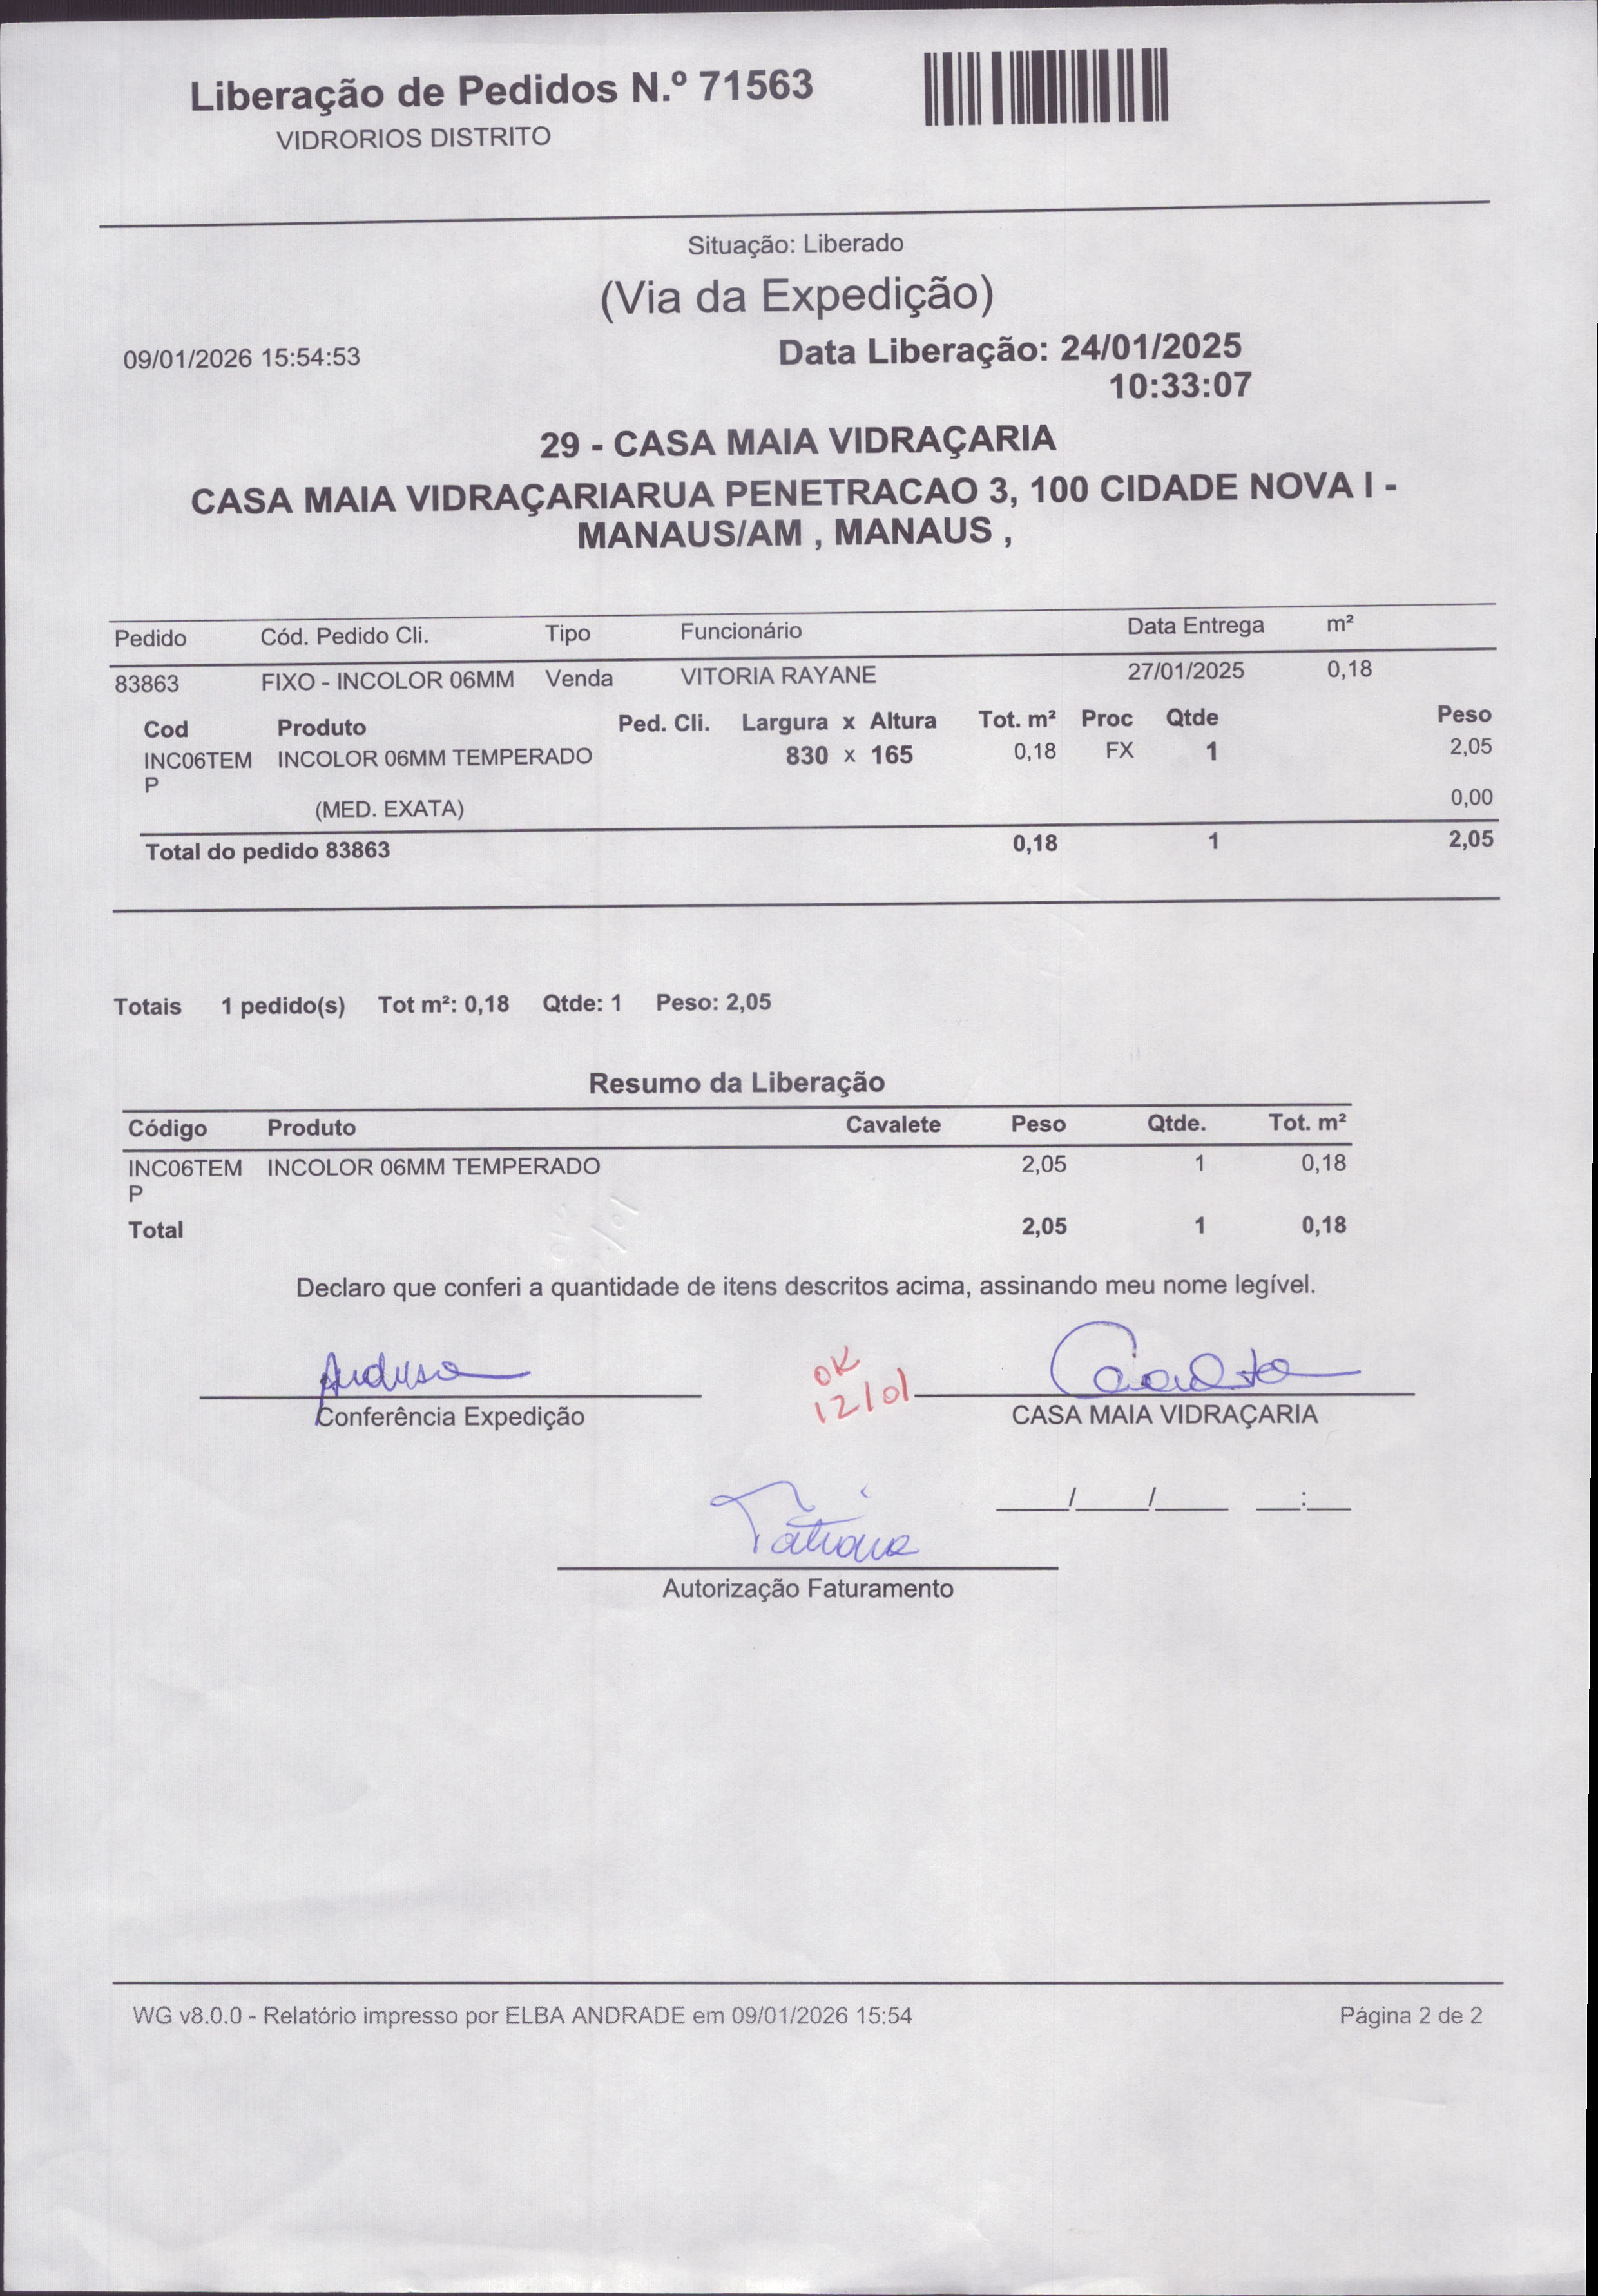 Liberação de Pedidos N.º 71563
VIDRORIOS DISTRITO
Situação: Liberado
(Via da Expedição)
09/01/2026 15:54:53
Data Liberação: 24/01/2025
10:33:07
29 - CASA MAIA VIDRAÇARIA
CASA MAIA VIDRAÇARIARUA PENETRACAO 3, 100 CIDADE NOVA I -
MANAUS/AM , MANAUS ,
Pedido Cód. Pedido Cli. Tipo Funcionário Data Entrega m²
83863 FIXO - INCOLOR 06MM Venda VITORIA RAYANE 27/01/2025 0,18
Cod Produto Ped. Cli. Largura x Altura Tot. m² Proc Qtde Peso
INC06TEM INCOLOR 06MM TEMPERADO 830 x 165 0,18 FX 1 2,05
P
(MED. EXATA) 0,00
Total do pedido 83863 0,18 1 2,05
Totais 1 pedido(s) Tot m²: 0,18 Qtde: 1 Peso: 2,05
Resumo da Liberação
Código Produto Cavalete Peso Qtde. Tot. m²
INC06TEM INCOLOR 06MM TEMPERADO 2,05 1 0,18
P
Total 2,05 1 0,18
Declaro que conferi a quantidade de itens descritos acima, assinando meu nome legível.
OK
12/01
Conferência Expedição
CASA MAIA VIDRAÇARIA
____/____/____ __:__
Tatiana
Autorização Faturamento
WG v8.0.0 - Relatório impresso por ELBA ANDRADE em 09/01/2026 15:54
Página 2 de 2